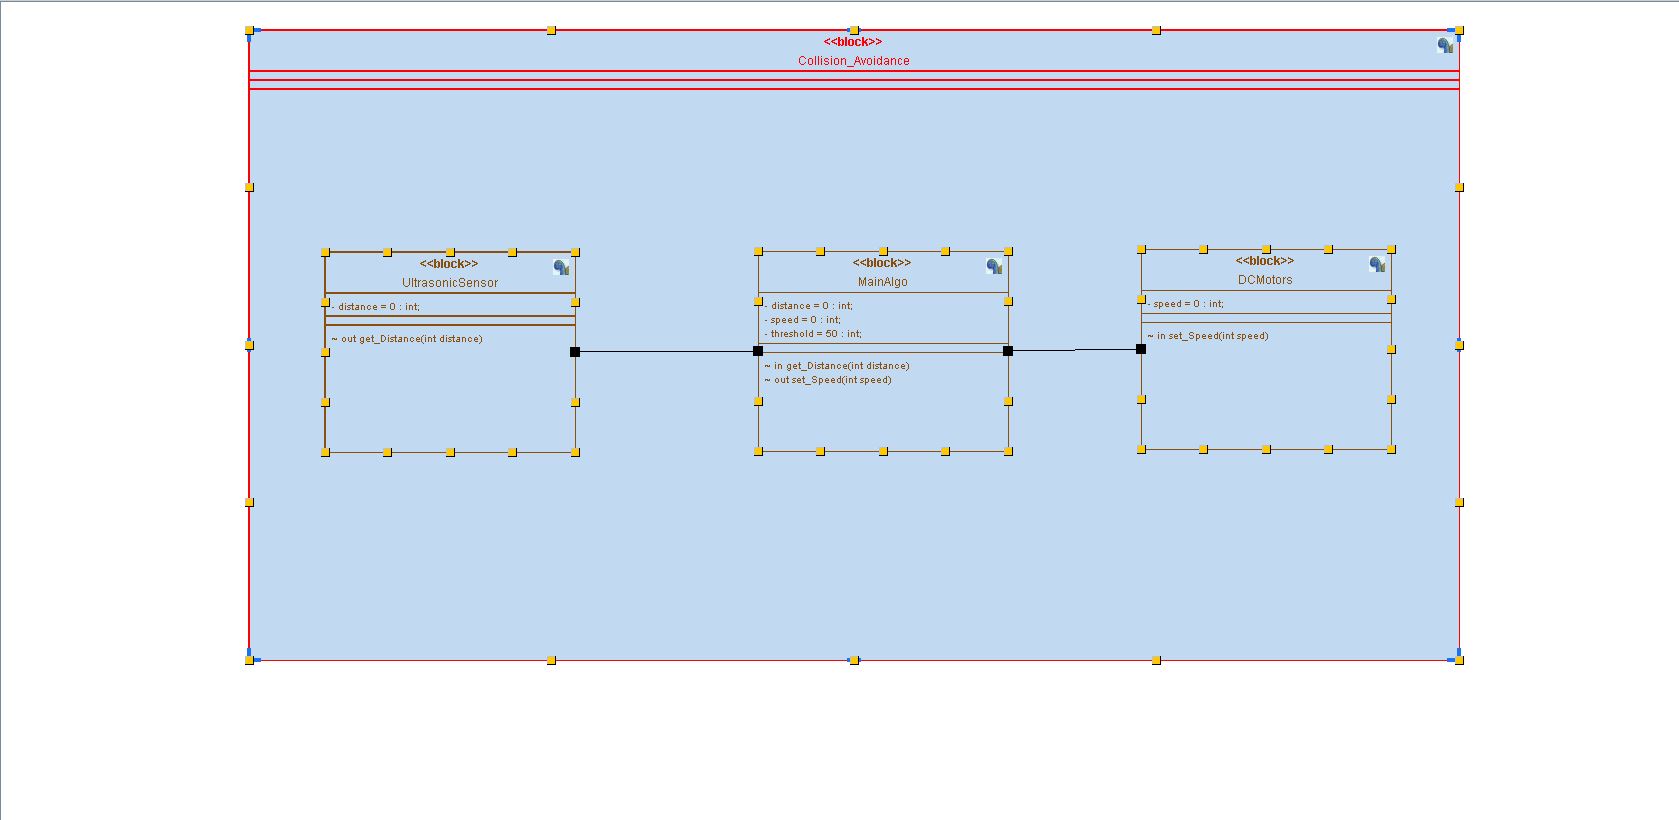 <<block>>
Collision_Avoidance
<<block>>
UltrasonicSensor
- distance = 0 : int;
~ out get_Distance(int distance)
<<block>>
MainAlgo
- distance = 0 : int;
- speed = 0 : int;
- threshold = 50 : int;
~ in get_Distance(int distance)
~ out set_Speed(int speed)
<<block>>
DCMotors
- speed = 0 : int;
~ in set_Speed(int speed)